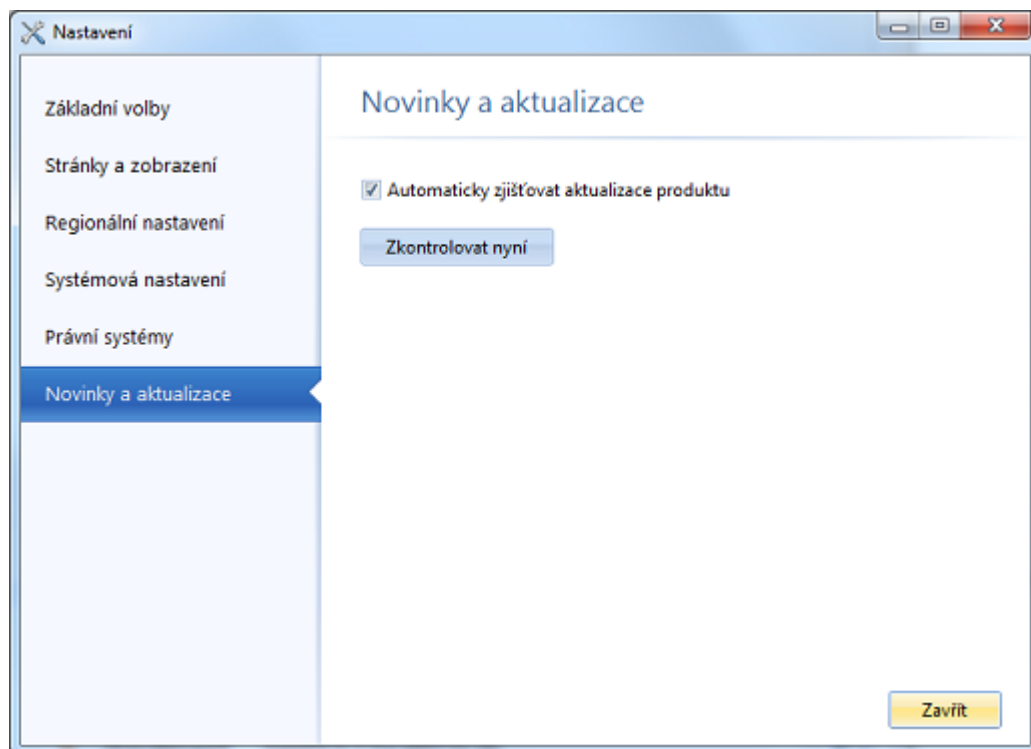 Nastavení
Základní volby
Stránky a zobrazení
Regionální nastavení
Systémová nastavení
Právní systémy
Novinky a aktualizace
Novinky a aktualizace
Automaticky zjišťovat aktualizace produktu
Zkontrolovat nyní
Zavřít